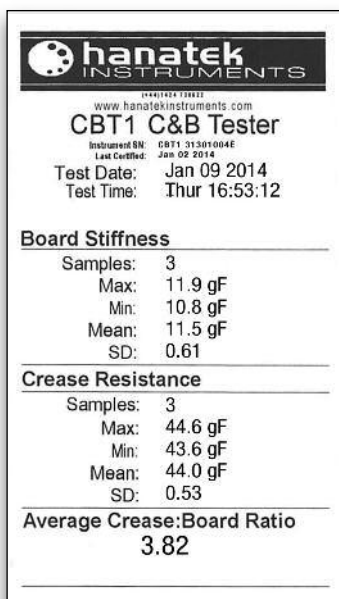 hanatek
INSTRUMENTS
www.hanatekinstruments.com
CBT1 C&B Tester
Instrument SN: CBT1 31301004E
Last Certified: Jan 02 2014
Test Date: Jan 09 2014
Test Time: Thur 16:53:12
Board Stiffness
Samples: 3
Max: 11.9 gF
Min: 10.8 gF
Mean: 11.5 gF
SD: 0.61
Crease Resistance
Samples: 3
Max: 44.6 gF
Min: 43.6 gF
Mean: 44.0 gF
SD: 0.53
Average Crease:Board Ratio
3.82